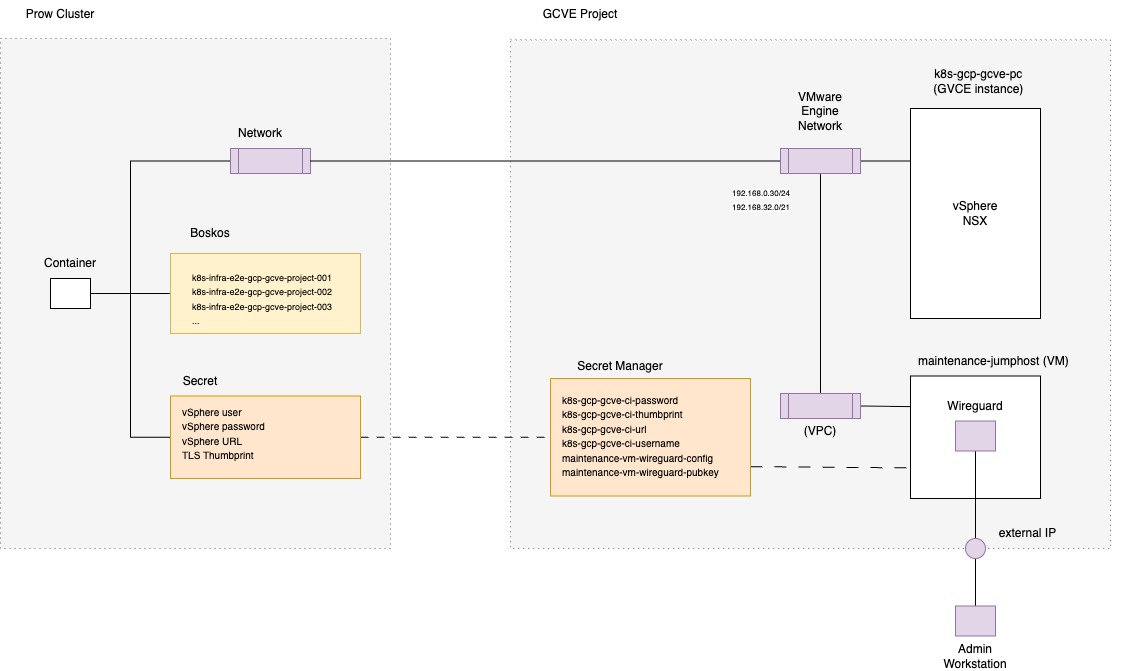 Prow Cluster
GCVE Project
k8s-gcp-gcve-pc
(GVCE instance)
VMware
Engine
Network
Network
192.168.0.30/24
192.168.32.0/21
vSphere
NSX
Boskos
Container
k8s-infra-e2e-gcp-gcve-project-001
k8s-infra-e2e-gcp-gcve-project-002
k8s-infra-e2e-gcp-gcve-project-003
...
Secret
vSphere user
vSphere password
vSphere URL
TLS Thumbprint
Secret Manager
k8s-gcp-gcve-ci-password
k8s-gcp-gcve-ci-thumbprint
k8s-gcp-gcve-ci-url
k8s-gcp-gcve-ci-username
maintenance-vm-wireguard-config
maintenance-vm-wireguard-pubkey
(VPC)
maintenance-jumphost (VM)
Wireguard
external IP
Admin
Workstation